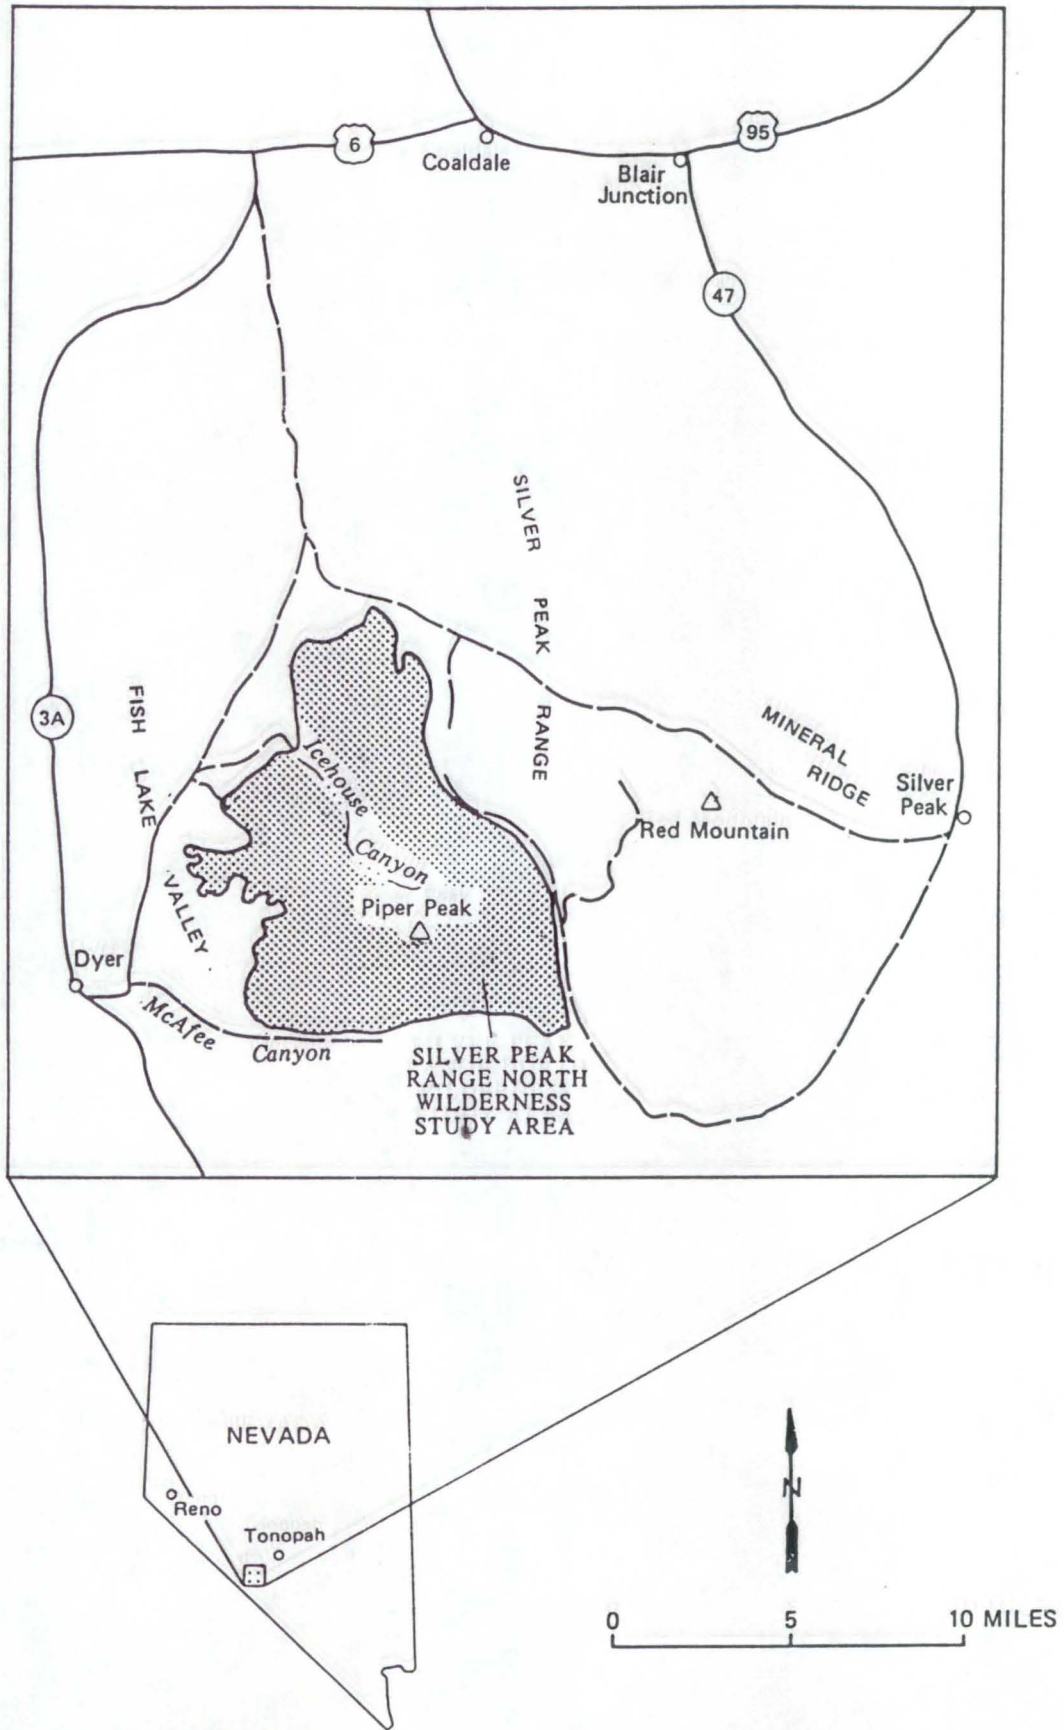 6
95
Coaldale
Blair
Junction
47
SILVER
PEAK
RANGE
3A
FISH
LAKE
VALLEY
MINERAL
RIDGE
Silver
Peak
Icehouse
Canyon
Red Mountain
Piper Peak
Dyer
McAfee
Canyon
SILVER PEAK
RANGE NORTH
WILDERNESS
STUDY AREA
NEVADA
Reno
Tonopah
N
0 5 10 MILES